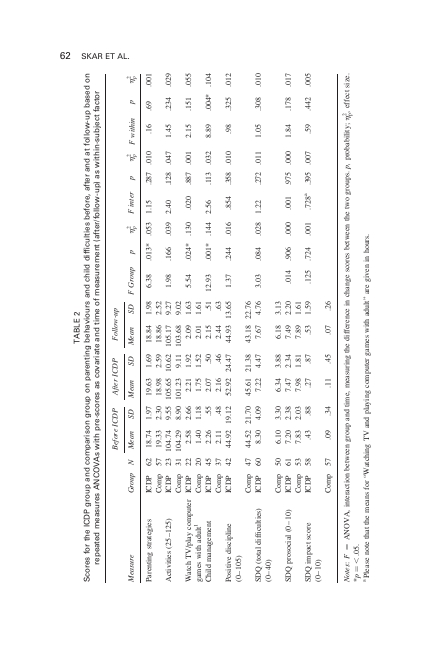 62 SKAR ET AL.
TABLE 2
Scores for the ICDP group and comparison group on parenting behaviours and child difficulties before, after and at follow-up based on
repeated measures ANCOVAs with pre-scores as covariate and time of measurement (after/follow-up) as within-subject factor
Before ICDP After ICDP Follow-up
Measure Group N Mean SD Mean SD Mean SD F Group p η²p F inter p η²p F within p η²p
Parenting strategies ICDP 62 18.74 1.97 19.63 1.69 18.84 1.98 6.38 .013* .053 1.15 .287 .010 .16 .69 .001
Comp 57 19.33 2.30 18.98 2.59 18.86 2.52
Activities (25–125) ICDP 23 104.74 9.55 105.65 10.62 105.17 9.27 1.98 .166 .039 2.40 .128 .047 1.45 .234 .029
Comp 31 104.29 8.90 101.23 9.11 103.68 9.02
Watch TV/play computer ICDP 22 2.58 2.66 2.21 1.92 2.09 1.63 5.54 .024* .130 .020 .887 .001 2.15 .151 .055
games with adultᵃ Comp 20 1.40 1.18 1.75 1.52 2.01 1.61
Child management ICDP 45 2.26 .55 2.07 .50 2.15 .51 12.93 .001* .144 2.56 .113 .032 8.89 .004* .104
Comp 37 2.11 .48 2.16 .46 2.44 .63
Positive discipline ICDP 42 44.92 19.12 52.92 24.47 44.93 13.65 1.37 .244 .016 .854 .358 .010 .98 .325 .012
(0–105)
Comp 47 44.52 21.70 45.61 21.38 43.18 22.76
SDQ (total difficulties) ICDP 60 8.30 4.09 7.22 4.47 7.67 4.76 3.03 .084 .028 1.22 .272 .011 1.05 .308 .010
(0–40)
Comp 50 6.10 3.30 6.34 3.88 6.18 3.13
SDQ prosocial (0–10) ICDP 61 7.20 2.38 7.47 2.34 7.49 2.20 .014 .906 .000 .001 .975 .000 1.84 .178 .017
Comp 53 7.83 2.03 7.98 1.81 7.89 1.61
SDQ impact score ICDP 58 .43 .88 .27 .87 .53 1.59 .125 .724 .001 .728ᵃ .395 .007 .59 .442 .005
(0–10)
Comp 57 .09 .34 .11 .45 .07 .26
Notes: F = ANOVA, interaction between group and time, measuring the difference in change scores between the two groups. p, probability; η²p, effect size.
*p = < .05.
ᵃ Please note that the means for “Watching TV and playing computer games with adult” are given in hours.